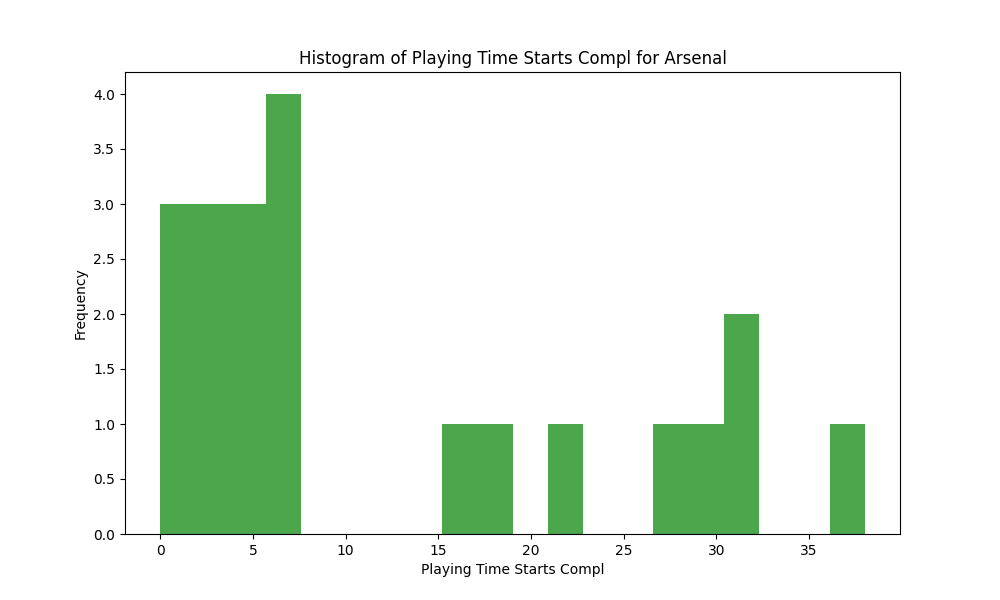 Histogram of Playing Time Starts Compl for Arsenal
4.0
3.5
3.0
2.5
2.0
1.5
1.0
0.5
0.0
Frequency
0 5 10 15 20 25 30 35
Playing Time Starts Compl